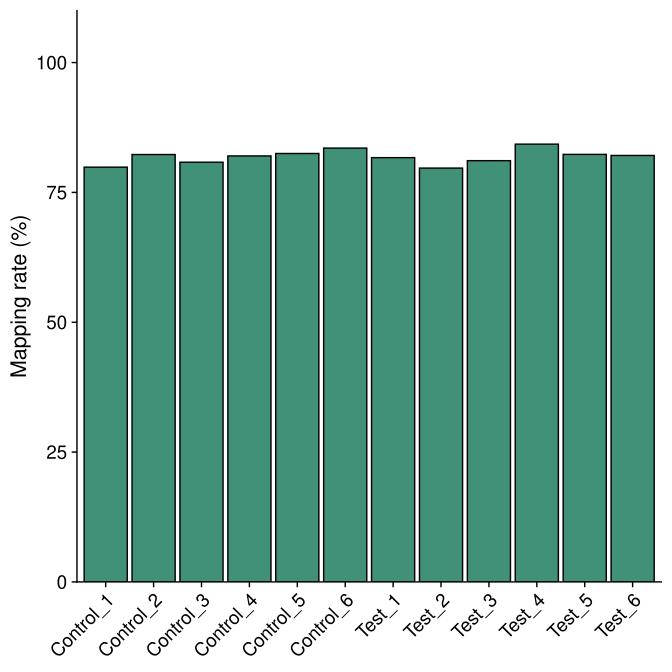 Mapping rate (%)
100
75
50
25
0
Control_1
Control_2
Control_3
Control_4
Control_5
Control_6
Test_1
Test_2
Test_3
Test_4
Test_5
Test_6